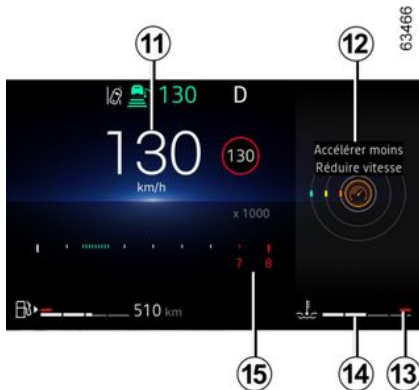 11
12
63466
130
D
130
km/h
130
Accélérer moins
Réduire vitesse
x 1000
7
8
510 km
15
14
13